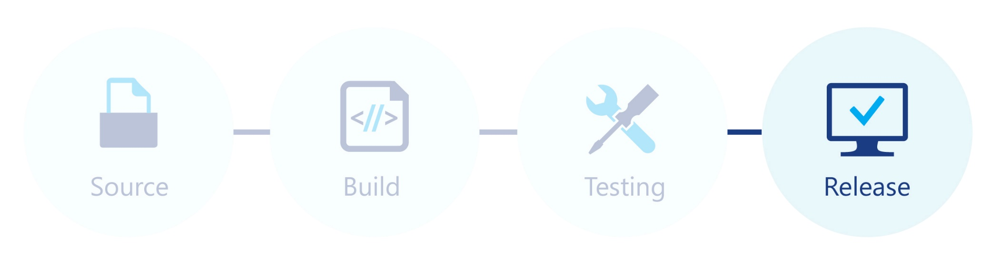 <//>
Source
Build
Testing
Release